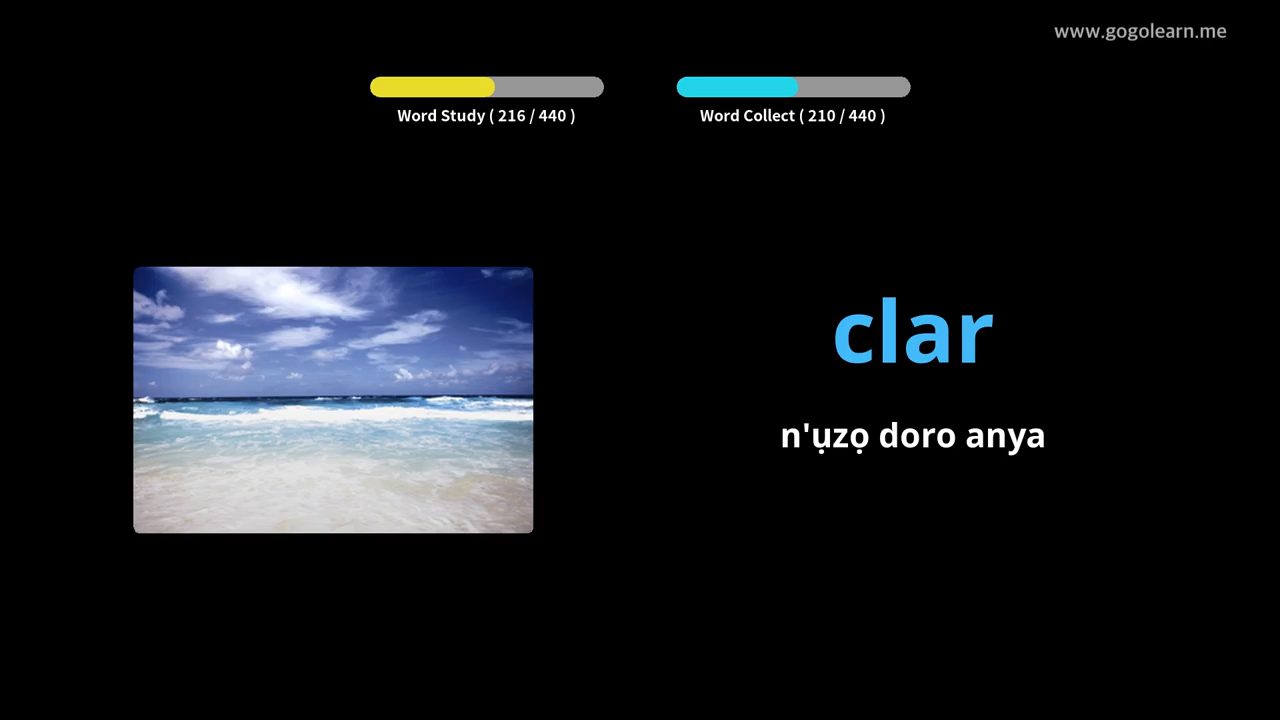 www.gogolearn.me
Word Study ( 216 / 440 )
Word Collect ( 210 / 440 )
clar
n'ụzọ doro anya